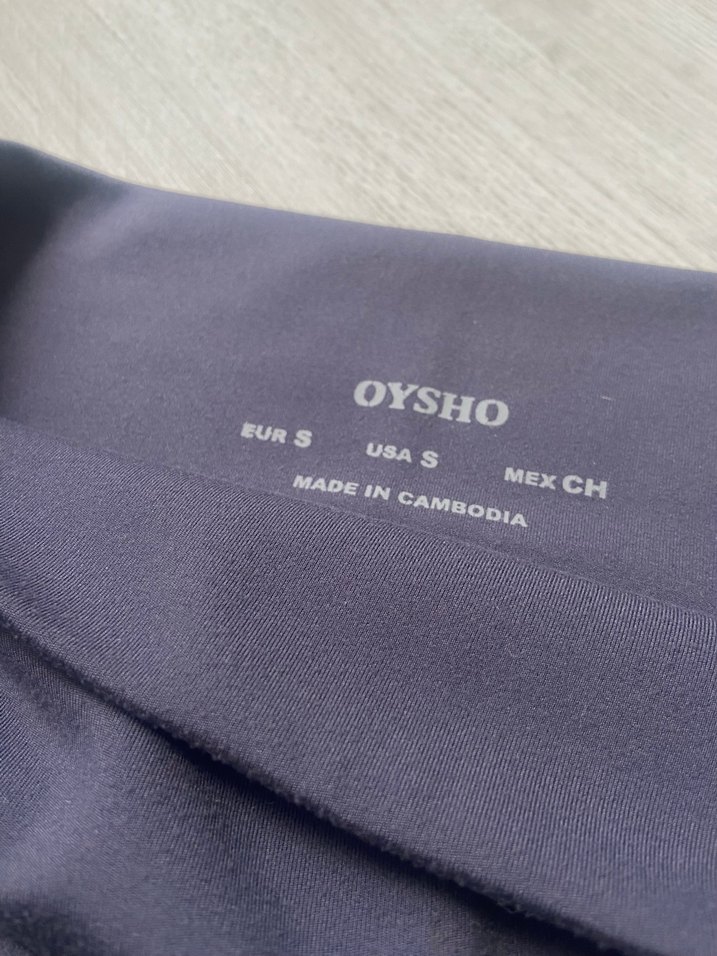 OYSHO
EUR S USA S MEX CH
MADE IN CAMBODIA